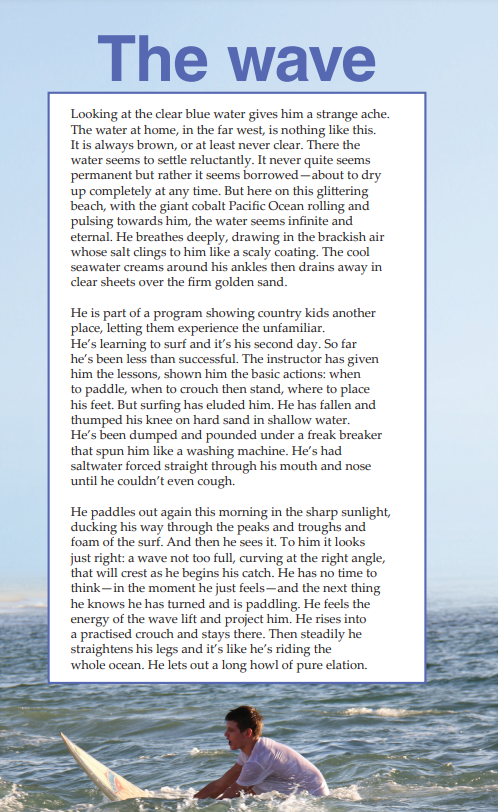 The wave
Looking at the clear blue water gives him a strange ache.
The water at home, in the far west, is nothing like this.
It is always brown, or at least never clear. There the
water seems to settle reluctantly. It never quite seems
permanent but rather it seems borrowed—about to dry
up completely at any time. But here on this glittering
beach, with the giant cobalt Pacific Ocean rolling and
pulsing towards him, the water seems infinite and
eternal. He breathes deeply, drawing in the brackish air
whose salt clings to him like a scaly coating. The cool
seawater creams around his ankles then drains away in
clear sheets over the firm golden sand.
He is part of a program showing country kids another
place, letting them experience the unfamiliar.
He’s learning to surf and it’s his second day. So far
he’s been less than successful. The instructor has given
him the lessons, shown him the basic actions: when
to paddle, when to crouch then stand, where to place
his feet. But surfing has eluded him. He has fallen and
thumped his knee on hard sand in shallow water.
He’s been dumped and pounded under a freak breaker
that spun him like a washing machine. He’s had
saltwater forced straight through his mouth and nose
until he couldn’t even cough.
He paddles out again this morning in the sharp sunlight,
ducking his way through the peaks and troughs and
foam of the surf. And then he sees it. To him it looks
just right: a wave not too full, curving at the right angle,
that will crest as he begins his catch. He has no time to
think—in the moment he just feels—and the next thing
he knows he has turned and is paddling. He feels the
energy of the wave lift and project him. He rises into
a practised crouch and stays there. Then steadily he
straightens his legs and it’s like he’s riding the
whole ocean. He lets out a long howl of pure elation.